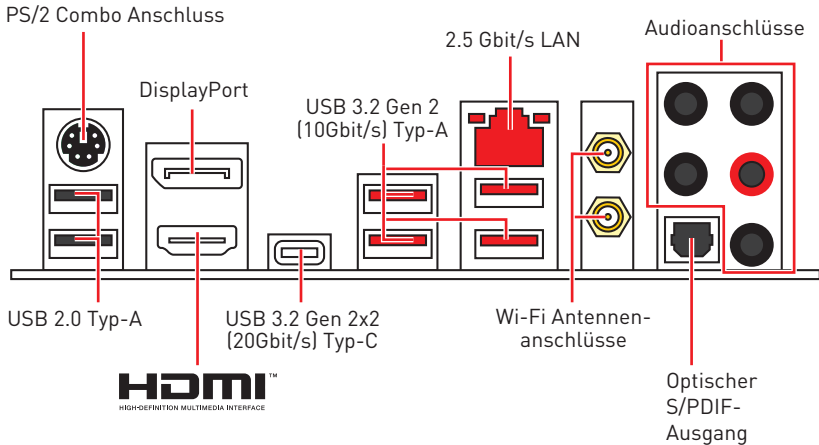 PS/2 Combo Anschluss
DisplayPort
USB 3.2 Gen 2
(10Gbit/s) Typ-A
2.5 Gbit/s LAN
Audioanschlüsse
USB 2.0 Typ-A
USB 3.2 Gen 2x2
(20Gbit/s) Typ-C
Wi-Fi Antennen-
anschlüsse
HDMI™
HIGH-DEFINITION MULTIMEDIA INTERFACE
Optischer
S/PDIF-
Ausgang